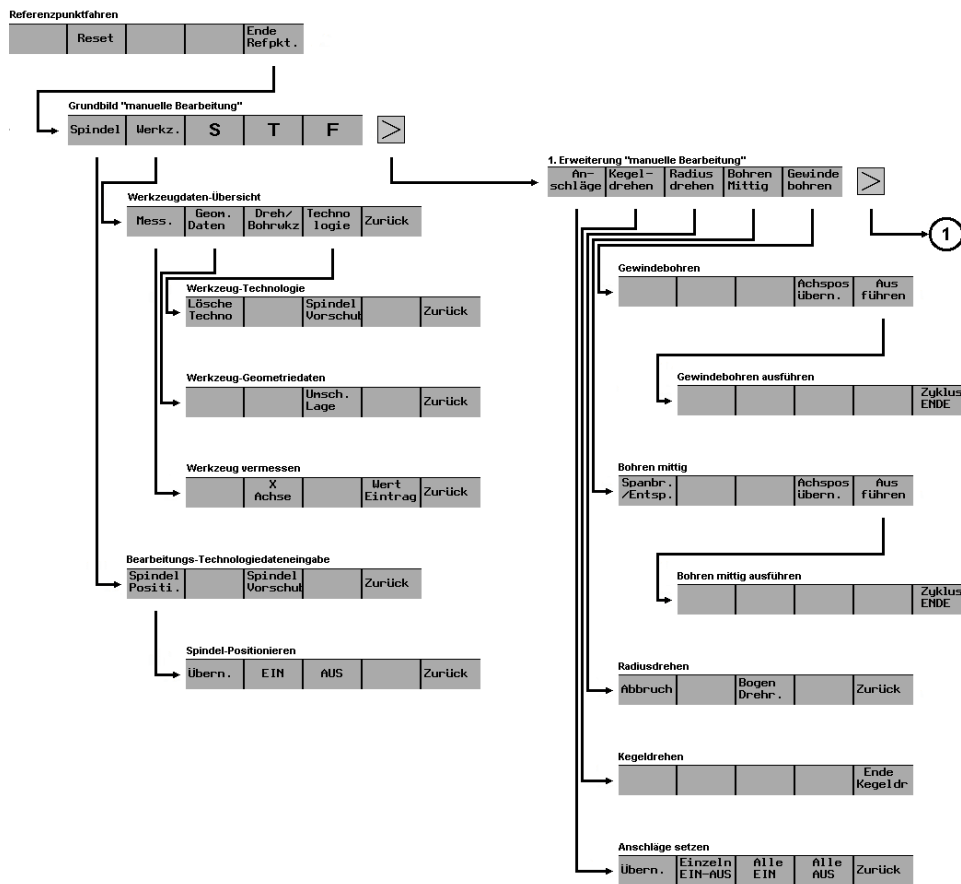 Referenzpunktfahren
Reset
Ende
Refpkt.
Grundbild "manuelle Bearbeitung"
Spindel Werkz. S T F >
1. Erweiterung "manuelle Bearbeitung"
An-
schläge
Kegel-
drehen
Radius
drehen
Bohren
Mittig
Gewinde
bohren
>
1
Werkzeugdaten-Übersicht
Mess.
Geom.
Daten
Dreh/
Bohrwkz
Techno
logie
Zurück
Werkzeug-Technologie
Lösche
Techno
Spindel
Vorschub
Zurück
Werkzeug-Geometriedaten
Umsch.
Lage
Zurück
Werkzeug vermessen
X
Achse
Wert
Eintrag
Zurück
Bearbeitungs-Technologiedateneingabe
Spindel
Positi.
Spindel
Vorschub
Zurück
Spindel-Positionieren
Übern. EIN AUS Zurück
Gewindebohren
Achspos
übern.
Aus
führen
Gewindebohren ausführen
Zyklus
ENDE
Bohren mittig
Spanbr.
/Entsp.
Achspos
übern.
Aus
führen
Bohren mittig ausführen
Zyklus
ENDE
Radiusdrehen
Abbruch
Bogen
Drehr.
Zurück
Kegeldrehen
Ende
Kegeldr
Anschläge setzen
Übern.
Einzeln
EIN-AUS
Alle
EIN
Alle
AUS
Zurück